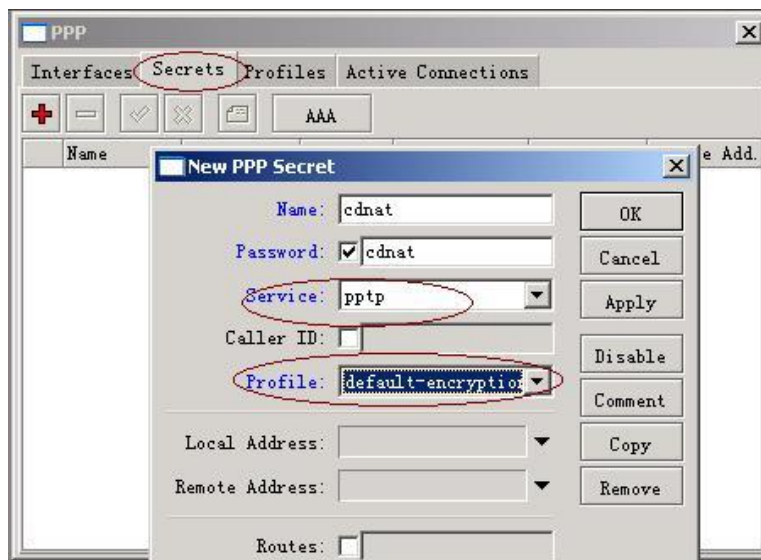 PPP
Interfaces Secrets Profiles Active Connections
AAA
Name
e Add.
New PPP Secret
Name: cdnat
OK
Password: cdnat
Cancel
Service: pptp
Apply
Caller ID:
Disable
Profile: default-encryption
Comment
Local Address:
Copy
Remote Address:
Remove
Routes: